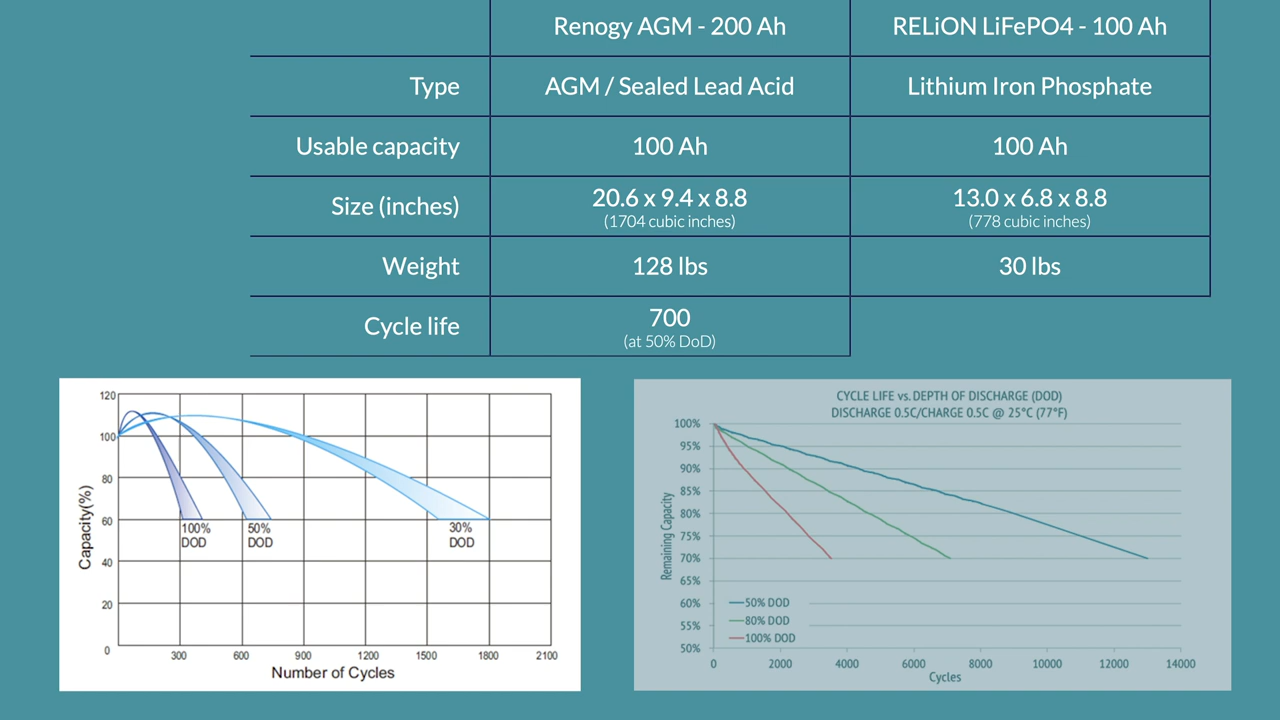 Renogy AGM - 200 Ah
RELiON LiFePO4 - 100 Ah
Type
AGM / Sealed Lead Acid
Lithium Iron Phosphate
Usable capacity
100 Ah
100 Ah
Size (inches)
20.6 x 9.4 x 8.8
(1704 cubic inches)
13.0 x 6.8 x 8.8
(778 cubic inches)
Weight
128 lbs
30 lbs
Cycle life
700
(at 50% DoD)
120
100
80
60
40
20
0
Capacity(%)
100%
DOD
50%
DOD
30%
DOD
300
600
900
1200
1500
1800
2100
Number of Cycles
CYCLE LIFE vs. DEPTH OF DISCHARGE (DOD)
DISCHARGE 0.5C/CHARGE 0.5C @ 25°C (77°F)
100%
95%
90%
85%
80%
75%
70%
65%
60%
55%
50%
Remaining Capacity
50% DOD
80% DOD
100% DOD
0
2000
4000
6000
8000
10000
12000
14000
Cycles